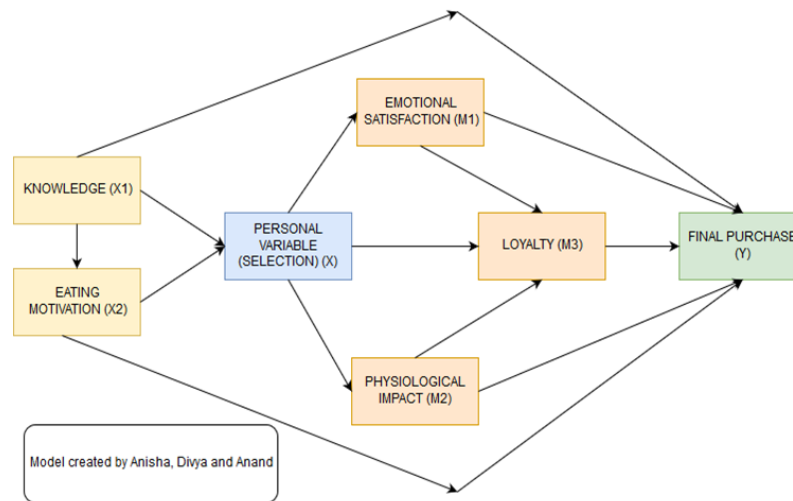 EMOTIONAL
SATISFACTION (M1)
KNOWLEDGE (X1)
PERSONAL
VARIABLE
(SELECTION) (X)
LOYALTY (M3)
FINAL PURCHASE
(Y)
EATING
MOTIVATION (X2)
PHYSIOLOGICAL
IMPACT (M2)
Model created by Anisha, Divya and Anand